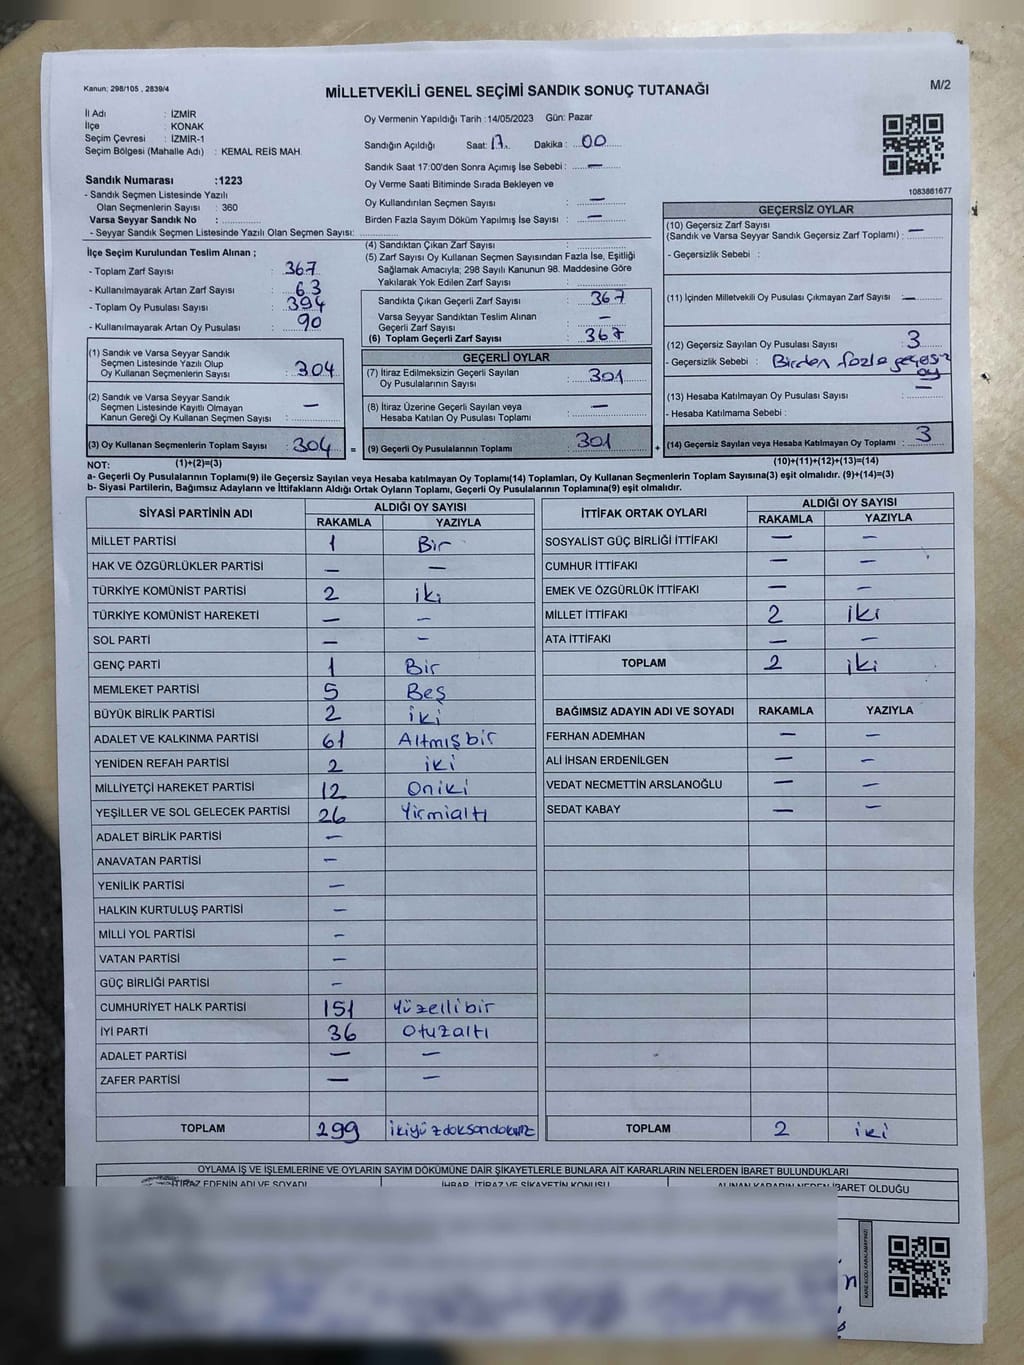 Kanun; 298/105 , 2839/4
MİLLETVEKİLİ GENEL SEÇİMİ SANDIK SONUÇ TUTANAĞI
M/2
İl Adı : İZMİR
İlçe : KONAK
Seçim Çevresi : İZMİR-1
Seçim Bölgesi (Mahalle Adı) : KEMAL REİS MAH.
Sandık Numarası :1223
- Sandık Seçmen Listesinde Yazılı
Olan Seçmenlerin Sayısı : 360
Varsa Seyyar Sandık No :
- Seyyar Sandık Seçmen Listesinde Yazılı Olan Seçmen Sayısı:
Oy Vermenin Yapıldığı Tarih :14/05/2023 Gün: Pazar
Sandığın Açıldığı Saat: 17 Dakika : 00
Sandık Saat 17:00'den Sonra Açımış İse Sebebi : —
Oy Verme Saati Bitiminde Sırada Bekleyen ve
Oy Kullandırılan Seçmen Sayısı : —
Birden Fazla Sayım Döküm Yapılmış İse Sayısı : —
1083861677
İlçe Seçim Kurulundan Teslim Alınan ;
- Toplam Zarf Sayısı : 367
- Kullanılmayarak Artan Zarf Sayısı : 63
- Toplam Oy Pusulası Sayısı : 394
- Kullanılmayarak Artan Oy Pusulası : 90
(1) Sandık ve Varsa Seyyar Sandık
Seçmen Listesinde Yazılı Olup
Oy Kullanan Seçmenlerin Sayısı : 304
(2) Sandık ve Varsa Seyyar Sandık
Seçmen Listesinde Kayıtlı Olmayan
Kanun Gereği Oy Kullanan Seçmen Sayısı : —
(3) Oy Kullanan Seçmenlerin Toplam Sayısı : 304 =
(4) Sandıktan Çıkan Zarf Sayısı :
(5) Zarf Sayısı Oy Kullanan Seçmen Sayısından Fazla İse, Eşitliği
Sağlamak Amacıyla; 298 Sayılı Kanunun 98. Maddesine Göre
Yakılarak Yok Edilen Zarf Sayısı :
Sandıkta Çıkan Geçerli Zarf Sayısı : 367
Varsa Seyyar Sandıktan Teslim Alınan
Geçerli Zarf Sayısı : —
(6) Toplam Geçerli Zarf Sayısı : 367
GEÇERLİ OYLAR
(7) İtiraz Edilmeksizin Geçerli Sayılan
Oy Pusulalarının Sayısı : 301
(8) İtiraz Üzerine Geçerli Sayılan veya
Hesaba Katılan Oy Pusulası Toplamı : —
(9) Geçerli Oy Pusulalarının Toplamı : 301 +
GEÇERSİZ OYLAR
(10) Geçersiz Zarf Sayısı
(Sandık ve Varsa Seyyar Sandık Geçersiz Zarf Toplamı) : —
- Geçersizlik Sebebi :
(11) İçinden Milletvekili Oy Pusulası Çıkmayan Zarf Sayısı : —
(12) Geçersiz Sayılan Oy Pusulası Sayısı : 3
- Geçersizlik Sebebi : Birden fazla geçersiz
oy
(13) Hesaba Katılmayan Oy Pusulası Sayısı : —
- Hesaba Katılmama Sebebi :
(14) Geçersiz Sayılan veya Hesaba Katılmayan Oy Toplamı : 3
NOT: (1)+(2)=(3) (10)+(11)+(12)+(13)=(14)
a- Geçerli Oy Pusulalarının Toplamı(9) ile Geçersiz Sayılan veya Hesaba katılmayan Oy Toplamı(14) Toplamları, Oy Kullanan Seçmenlerin Toplam Sayısına(3) eşit olmalıdır. (9)+(14)=(3)
b- Siyasi Partilerin, Bağımsız Adayların ve İttifakların Aldığı Ortak Oyların Toplamı, Geçerli Oy Pusulalarının Toplamına(9) eşit olmalıdır.
SİYASİ PARTİNİN ADI ALDIĞI OY SAYISI
RAKAMLA YAZIYLA
MİLLET PARTİSİ 1 Bir
HAK VE ÖZGÜRLÜKLER PARTİSİ — —
TÜRKİYE KOMÜNİST PARTİSİ 2 iki
TÜRKİYE KOMÜNİST HAREKETİ — —
SOL PARTİ — —
GENÇ PARTİ 1 Bir
MEMLEKET PARTİSİ 5 Beş
BÜYÜK BİRLİK PARTİSİ 2 iki
ADALET VE KALKINMA PARTİSİ 61 Altmışbir
YENİDEN REFAH PARTİSİ 2 iki
MİLLİYETÇİ HAREKET PARTİSİ 12 Oniki
YEŞİLLER VE SOL GELECEK PARTİSİ 26 Yirmialtı
ADALET BİRLİK PARTİSİ —
ANAVATAN PARTİSİ —
YENİLİK PARTİSİ —
HALKIN KURTULUŞ PARTİSİ —
MİLLİ YOL PARTİSİ —
VATAN PARTİSİ —
GÜÇ BİRLİĞİ PARTİSİ —
CUMHURİYET HALK PARTİSİ 151 Yüzellibir
İYİ PARTİ 36 Otuzaltı
ADALET PARTİSİ — —
ZAFER PARTİSİ — —
TOPLAM 299 ikiyüzdoksandokuz
İTTİFAK ORTAK OYLARI ALDIĞI OY SAYISI
RAKAMLA YAZIYLA
SOSYALİST GÜÇ BİRLİĞİ İTTİFAKI — —
CUMHUR İTTİFAKI — —
EMEK VE ÖZGÜRLÜK İTTİFAKI — —
MİLLET İTTİFAKI 2 iki
ATA İTTİFAKI — —
TOPLAM 2 iki
BAĞIMSIZ ADAYIN ADI VE SOYADI RAKAMLA YAZIYLA
FERHAN ADEMHAN — —
ALİ İHSAN ERDENİLGEN — —
VEDAT NECMETTİN ARSLANOĞLU — —
SEDAT KABAY — —
TOPLAM 2 iki
OYLAMA İŞ VE İŞLEMLERİNE VE OYLARIN SAYIM DÖKÜMÜNE DAİR ŞİKAYETLERLE BUNLARA AİT KARARLARIN NELERDEN İBARET BULUNDUKLARI
İTİRAZ EDENİN ADI VE SOYADI İHBAR, İTİRAZ VE ŞİKAYETİN KONUSU ALINAN KARARIN NEDEN İBARET OLDUĞU